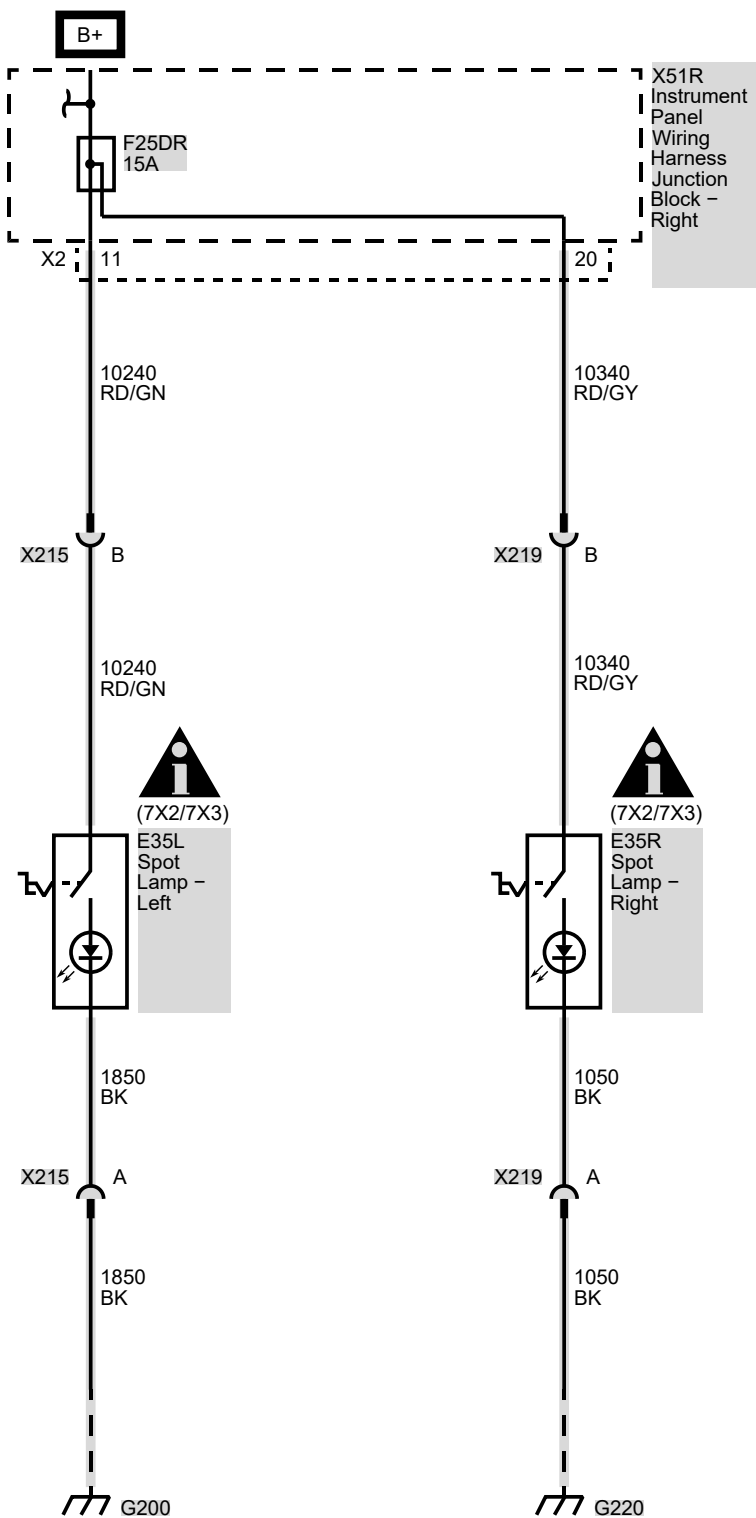 B+
X51R
Instrument
Panel
Wiring
Harness
Junction
Block –
Right
F25DR
15A
X2
11
20
10240
RD/GN
10340
RD/GY
X215
B
X219
B
10240
RD/GN
10340
RD/GY
i
(7X2/7X3)
i
(7X2/7X3)
E35L
Spot
Lamp –
Left
E35R
Spot
Lamp –
Right
1850
BK
1050
BK
X215
A
X219
A
1850
BK
1050
BK
G200
G220